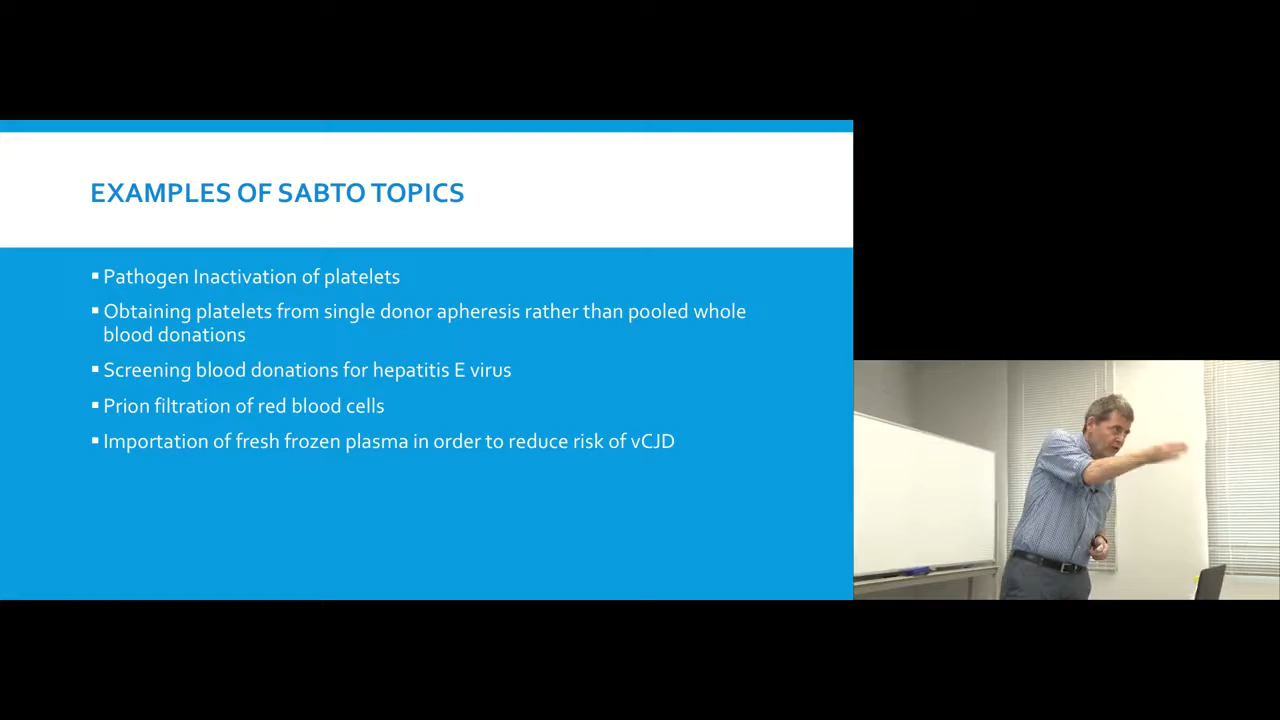 EXAMPLES OF SABTO TOPICS
▪ Pathogen Inactivation of platelets
▪ Obtaining platelets from single donor apheresis rather than pooled whole
blood donations
▪ Screening blood donations for hepatitis E virus
▪ Prion filtration of red blood cells
▪ Importation of fresh frozen plasma in order to reduce risk of vCJD